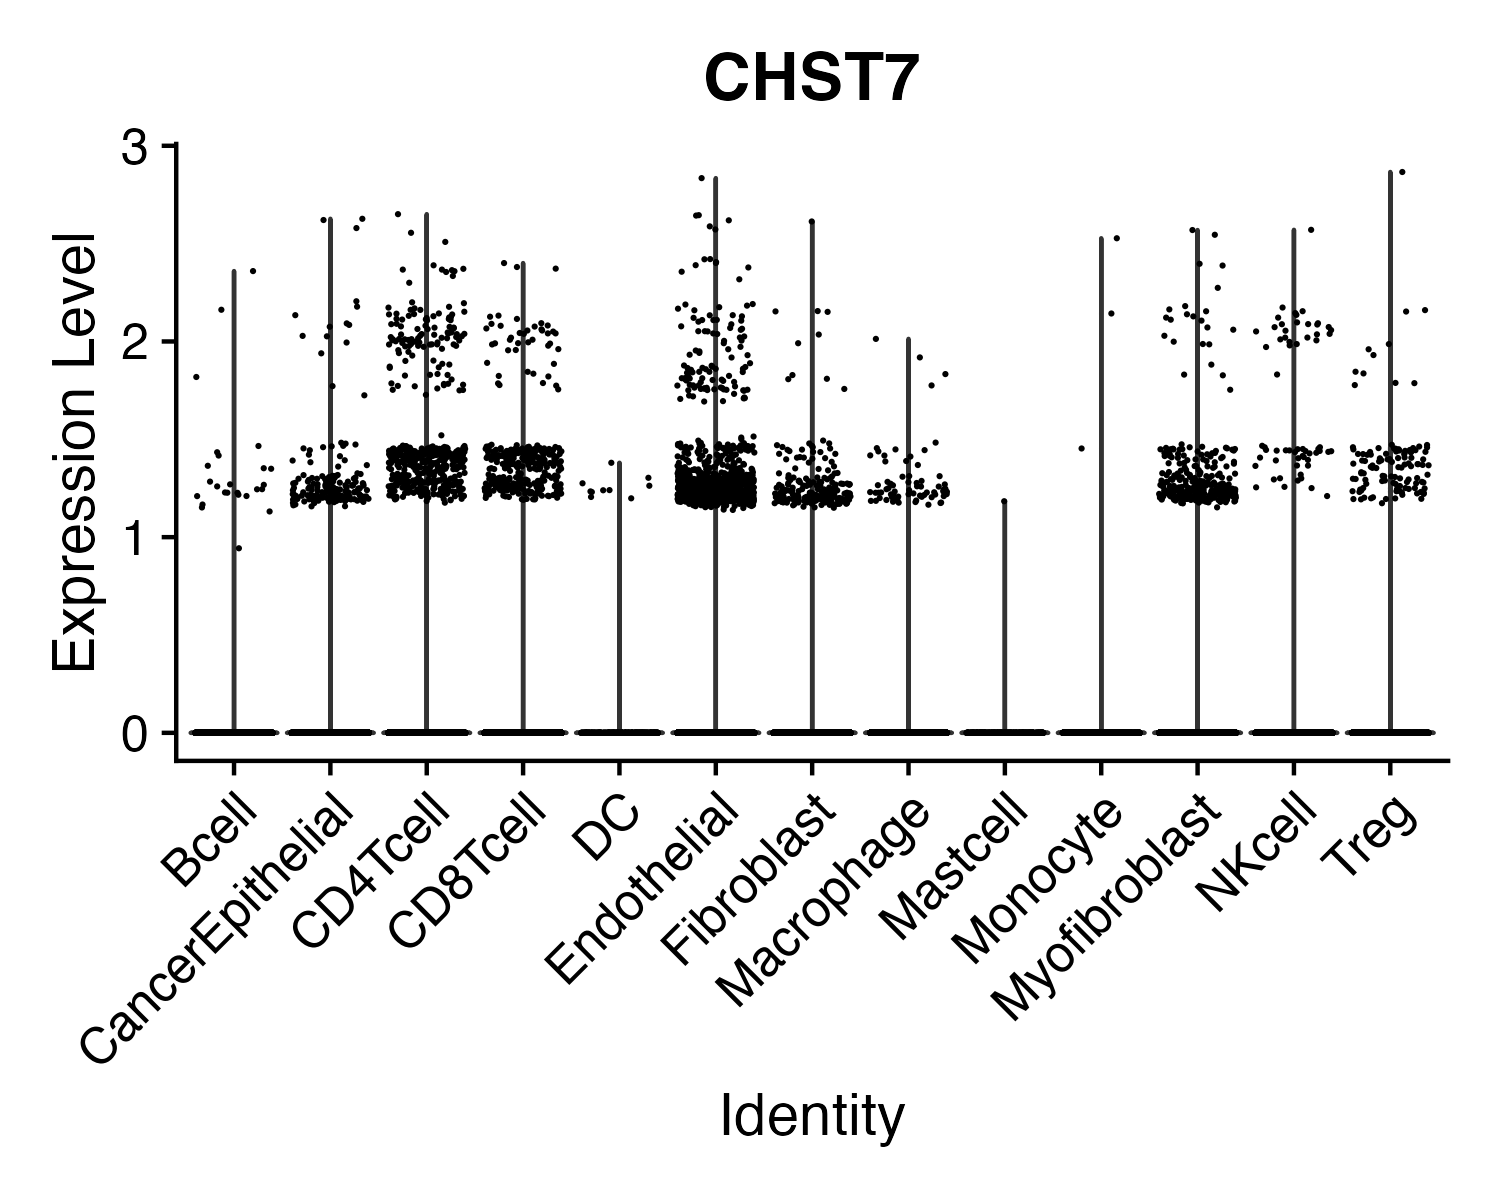 CHST7
Expression Level
3
2
1
0
Bcell
CancerEpithelial
CD4Tcell
CD8Tcell
DC
Endothelial
Fibroblast
Macrophage
Mastcell
Monocyte
Myofibroblast
NKcell
Treg
Identity